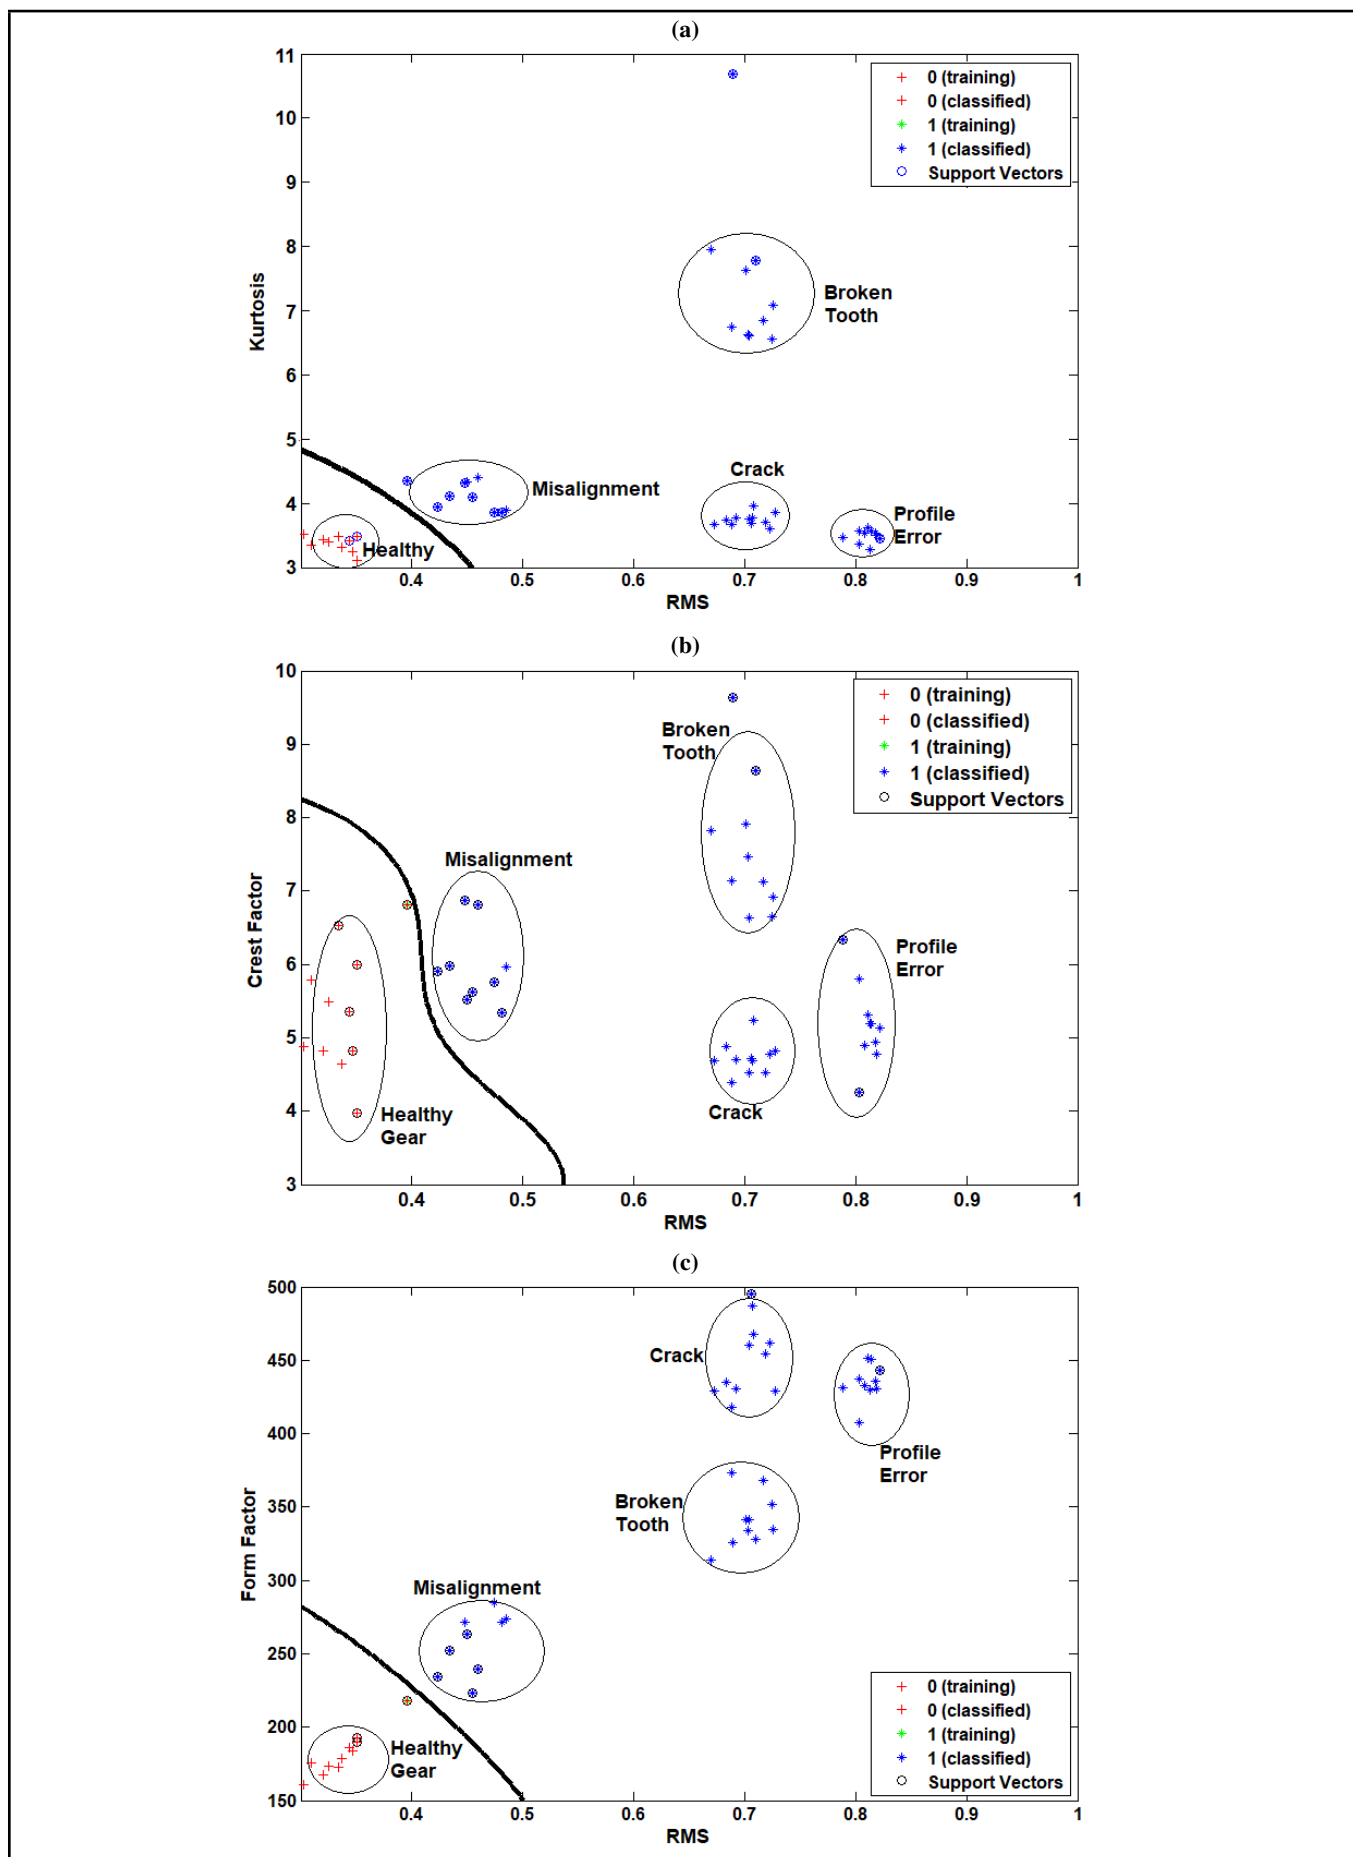 (a)
11
10
9
8
7
6
5
4
3
Kurtosis
0 (training)
0 (classified)
1 (training)
1 (classified)
Support Vectors
Broken
Tooth
Crack
Misalignment
Profile
Error
Healthy
0.4 0.5 0.6 0.7 0.8 0.9 1
RMS
(b)
10
9
8
7
6
5
4
3
Crest Factor
0 (training)
0 (classified)
1 (training)
1 (classified)
Support Vectors
Broken
Tooth
Misalignment
Profile
Error
Crack
Healthy
Gear
0.4 0.5 0.6 0.7 0.8 0.9 1
RMS
(c)
500
450
400
350
300
250
200
150
Form Factor
Crack
Profile
Error
Broken
Tooth
Misalignment
Healthy
Gear
0 (training)
0 (classified)
1 (training)
1 (classified)
Support Vectors
0.4 0.5 0.6 0.7 0.8 0.9 1
RMS